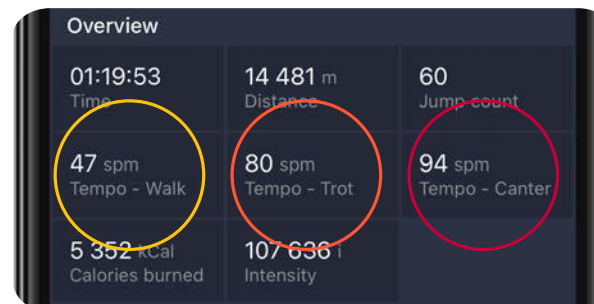 Overview
01:19:53
Time
14 481 m
Distance
60
Jump count
47 spm
Tempo - Walk
80 spm
Tempo - Trot
94 spm
Tempo - Canter
5 352 kCal
Calories burned
107 636 i
Intensity